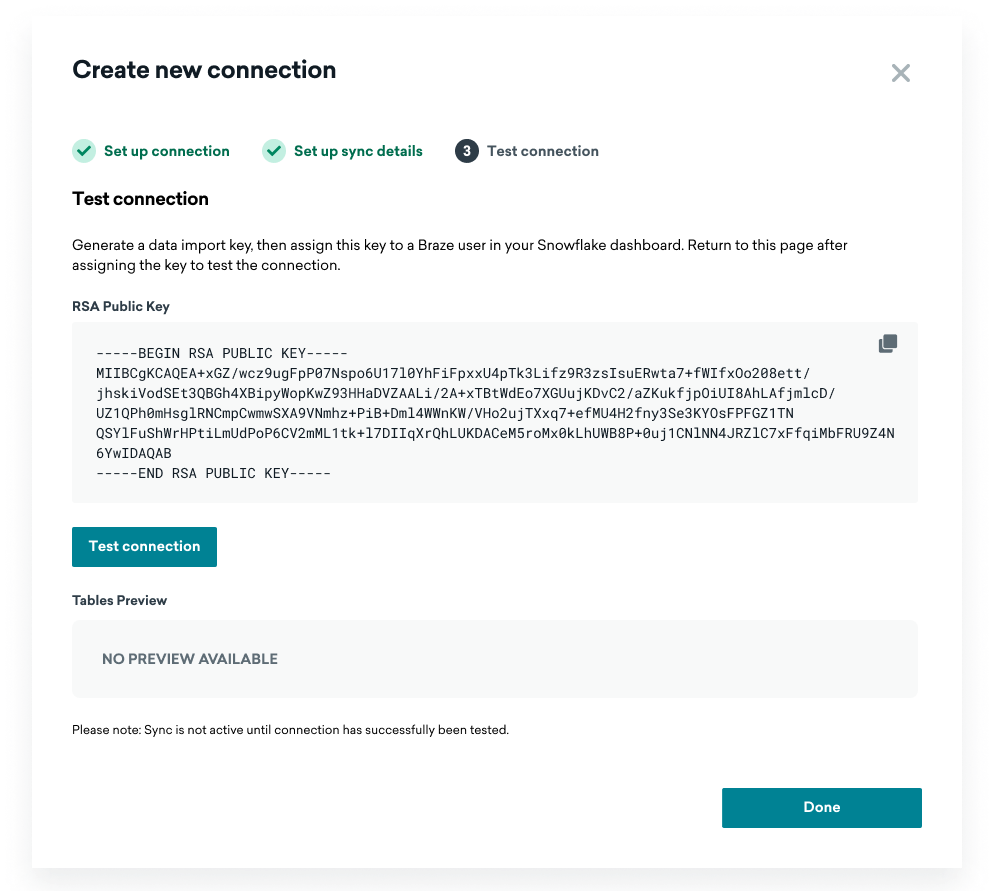 Create new connection
Set up connection
Set up sync details
3 Test connection
Test connection
Generate a data import key, then assign this key to a Braze user in your Snowflake dashboard. Return to this page after
assigning the key to test the connection.
RSA Public Key
-----BEGIN RSA PUBLIC KEY-----
MIIBCgKCAQEA+xGZ/wcz9ugFpP07Nspo6U17l0YhFiFpxxU4pTk3Lifz9R3zsIsuERwta7+fWIfxOo208ett/
jhskiVodSEt3QBGh4XBipyWopKwZ93HHaDVZAALi/2A+xTBtWdEo7XGUujKDvC2/aZKukfjpOiUI8AhLAfjmlcD/
UZ1QPh0mHsglRNCmpCwmwSXA9VNmhz+PiB+Dml4WWnKW/VHo2ujTXxq7+efMU4H2fny3Se3KYOsFPFGZ1TN
QSYlFuShWrHPtiLmUdPoP6CV2mML1tk+l7DIIqXrQhLUKDACeM5roMx0kLhUWB8P+0uj1CNlNN4JRZlC7xFfqiMbFRU9Z4N
6YwIDAQAB
-----END RSA PUBLIC KEY-----
Test connection
Tables Preview
NO PREVIEW AVAILABLE
Please note: Sync is not active until connection has successfully been tested.
Done